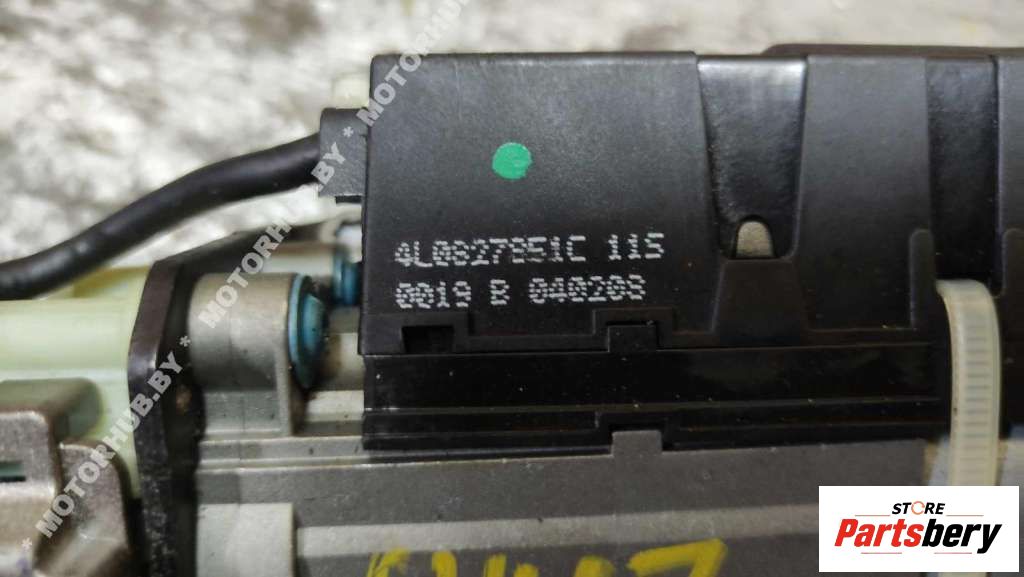 * MOTORHUB.BY * MOTORHUB.BY *
4L0827851C 115
0019 B 040208
STORE
Partsbery